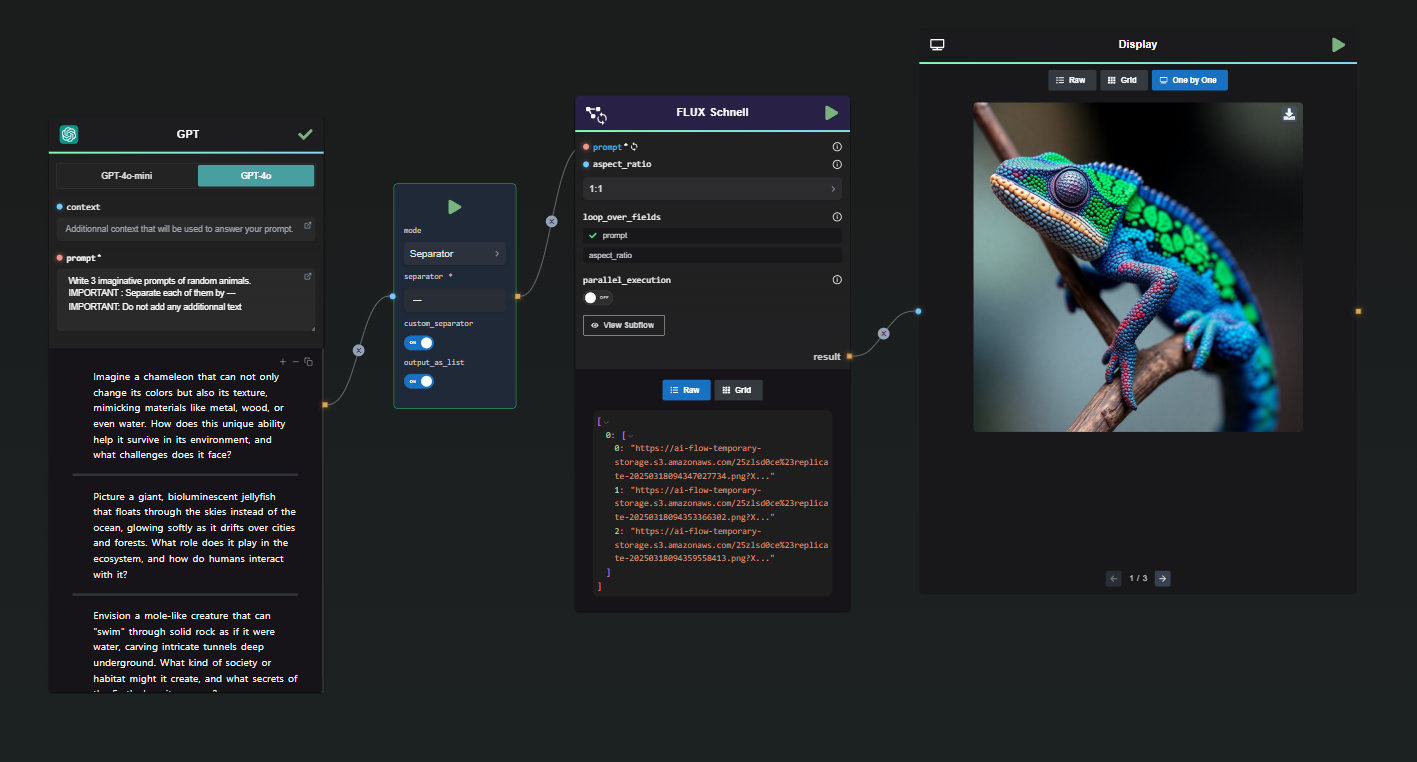 GPT
GPT-4o-mini
GPT-4o
context
Additionnal context that will be used to answer your prompt.
prompt*
Write 3 imaginative prompts of random animals.
IMPORTANT : Separate each of them by ---
IMPORTANT: Do not add any additionnal text
Imagine a chameleon that can not only
change its colors but also its texture,
mimicking materials like metal, wood, or
even water. How does this unique ability
help it survive in its environment, and
what challenges does it face?
Picture a giant, bioluminescent jellyfish
that floats through the skies instead of the
ocean, glowing softly as it drifts over cities
and forests. What role does it play in the
ecosystem, and how do humans interact
with it?
Envision a mole-like creature that can
"swim" through solid rock as if it were
water, carving intricate tunnels deep
underground. What kind of society or
habitat might it create, and what secrets of
mode
Separator
separator *
---
custom_separator
ON
output_as_list
ON
FLUX Schnell
prompt*
aspect_ratio
1:1
loop_over_fields
prompt
aspect_ratio
parallel_execution
OFF
View Subflow
result
Raw
Grid
[
0: [
0: "https://ai-flow-temporary-
storage.s3.amazonaws.com/25zlsd0ce%23replica
te-20250318094347027734.png?X..."
1: "https://ai-flow-temporary-
storage.s3.amazonaws.com/25zlsd0ce%23replica
te-20250318094353366302.png?X..."
2: "https://ai-flow-temporary-
storage.s3.amazonaws.com/25zlsd0ce%23replica
te-20250318094359558413.png?X..."
]
]
Display
Raw
Grid
One by One
1 / 3